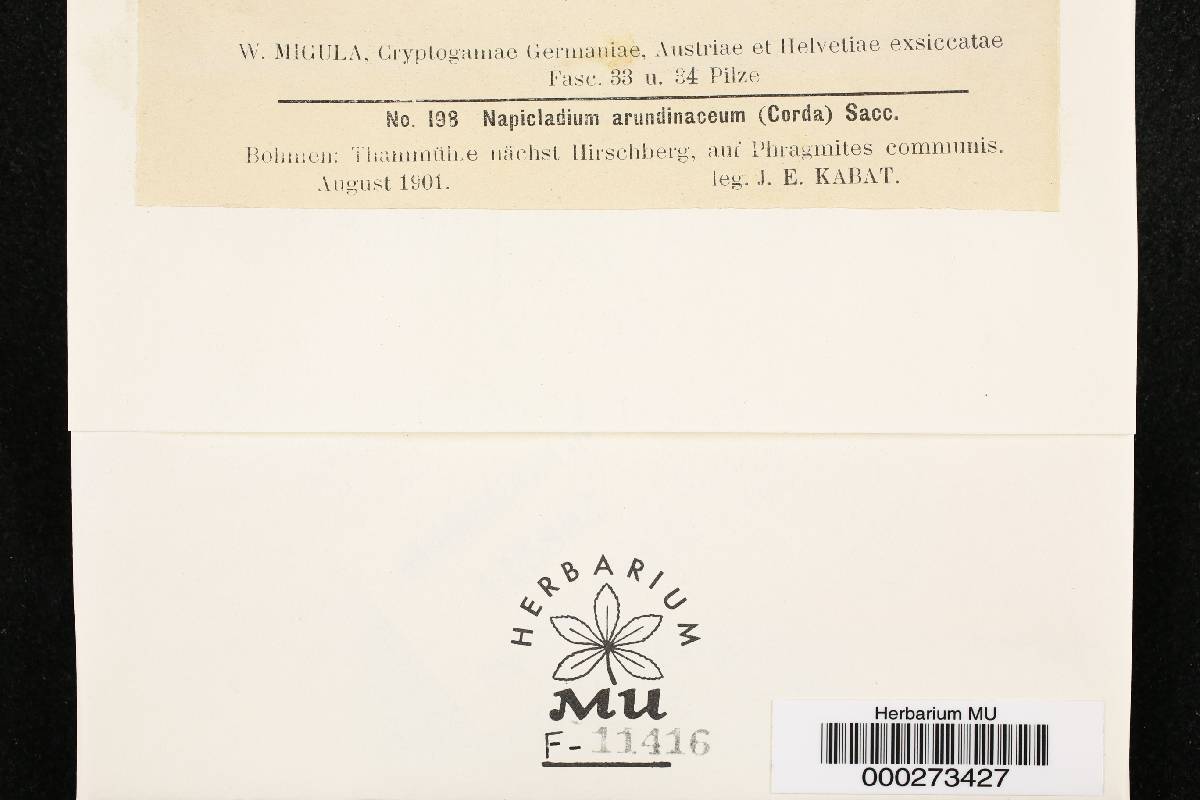 W. MIGULA, Cryptogamae Germaniae, Austriae et Helvetiae exsiccatae
Fasc. 33 u. 34 Pilze
No. 198 Napicladium arundinaceum (Corda) Sacc.
Böhmen: Thammühle nächst Hirschberg, auf Phragmites communis.
August 1901. leg. J. E. KABAT.
HERBARIUM
MU
F-11416
Herbarium MU
000273427